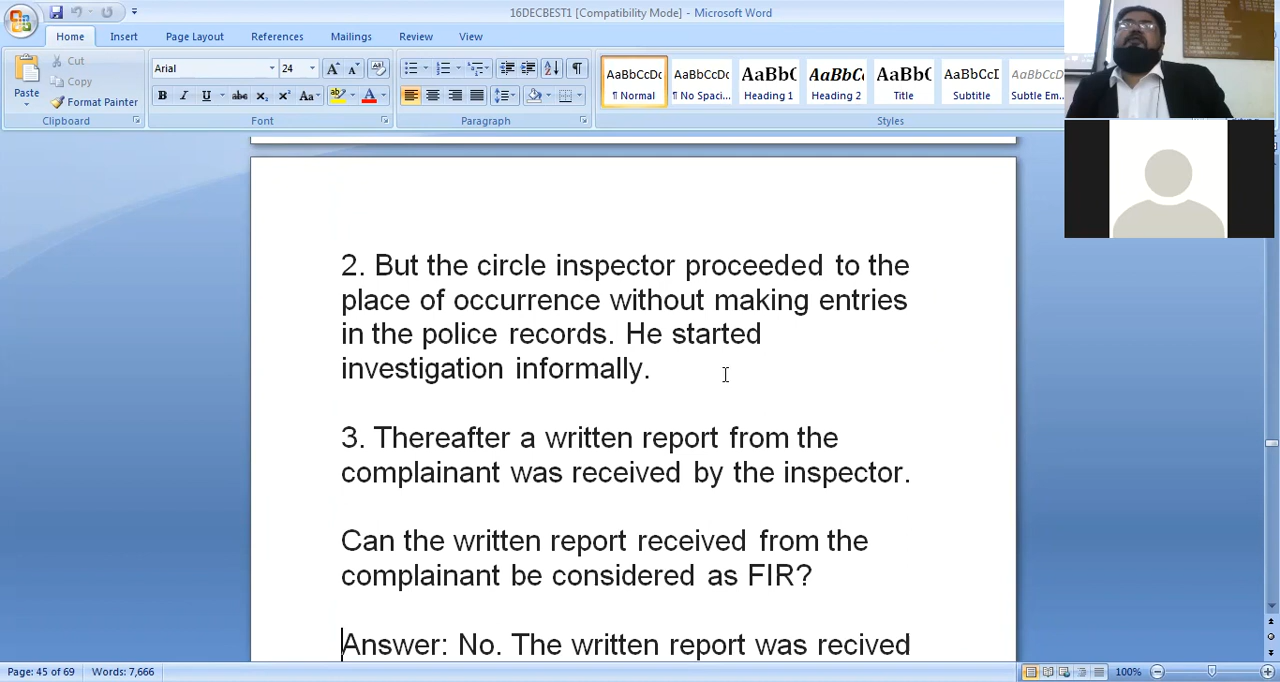 16DECBEST1 [Compatibility Mode] - Microsoft Word
Home Insert Page Layout References Mailings Review View
Paste
Cut
Copy
Format Painter
Clipboard
Arial 24
Font
Paragraph
AaBbCcDc AaBbCcDc AaBbC AaBbC AaBb( AaBbCcI AaBbCcD
¶ Normal ¶ No Spaci... Heading 1 Heading 2 Title Subtitle Subtle Em...
Styles
2. But the circle inspector proceeded to the
place of occurrence without making entries
in the police records. He started
investigation informally.
3. Thereafter a written report from the
complainant was received by the inspector.
Can the written report received from the
complainant be considered as FIR?
Answer: No. The written report was recived
Page: 45 of 69 Words: 7,666 100%